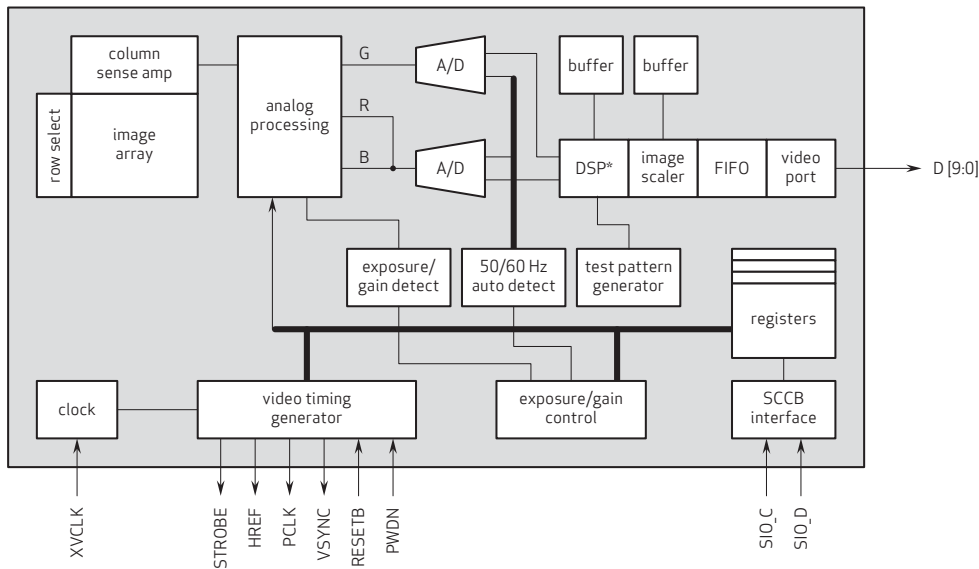 column
sense amp
row select
image
array
analog
processing
G
R
B
A/D
A/D
buffer
buffer
DSP*
image
scaler
FIFO
video
port
D [9:0]
exposure/
gain detect
50/60 Hz
auto detect
test pattern
generator
registers
clock
video timing
generator
exposure/gain
control
SCCB
interface
XVCLK
STROBE
HREF
PCLK
VSYNC
RESETB
PWDN
SIO_C
SIO_D